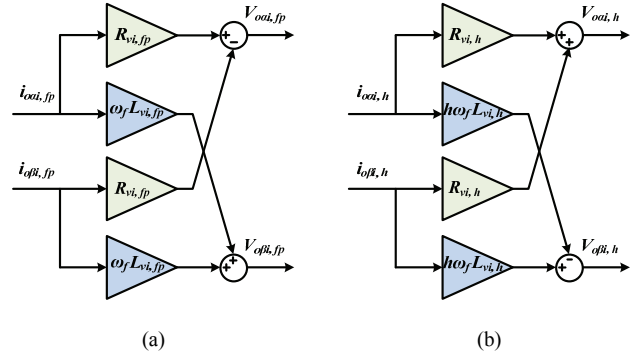 V_oαi,fp
R_vi,fp
+
−
i_oαi,fp
ω_f L_vi,fp
i_oβi,fp
R_vi,fp
V_oβi,fp
ω_f L_vi,fp
+
+
(a)
V_oαi,h
R_vi,h
+
+
i_oαi,h
hω_f L_vi,h
i_oβi,h
R_vi,h
V_oβi,h
hω_f L_vi,h
−
+
(b)